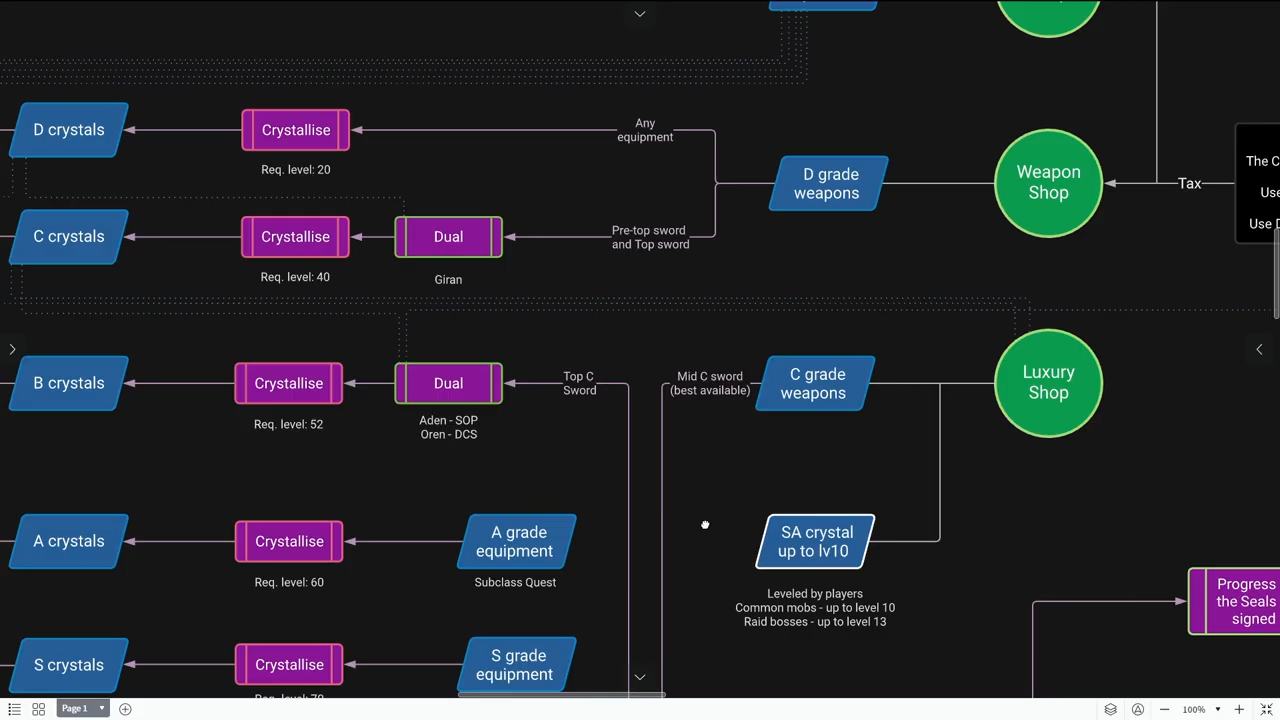 D crystals
Crystallise
Req. level: 20
Any
equipment
D grade
weapons
Weapon
Shop
Tax
The C
Use
Use D
C crystals
Crystallise
Req. level: 40
Dual
Giran
Pre-top sword
and Top sword
B crystals
Crystallise
Req. level: 52
Dual
Aden - SOP
Oren - DCS
Top C
Sword
Mid C sword
(best available)
C grade
weapons
Luxury
Shop
A crystals
Crystallise
Req. level: 60
A grade
equipment
Subclass Quest
SA crystal
up to lv10
Leveled by players
Common mobs - up to level 10
Raid bosses - up to level 13
Progress
the Seals
signed
S crystals
Crystallise
S grade
equipment
Page 1
100%